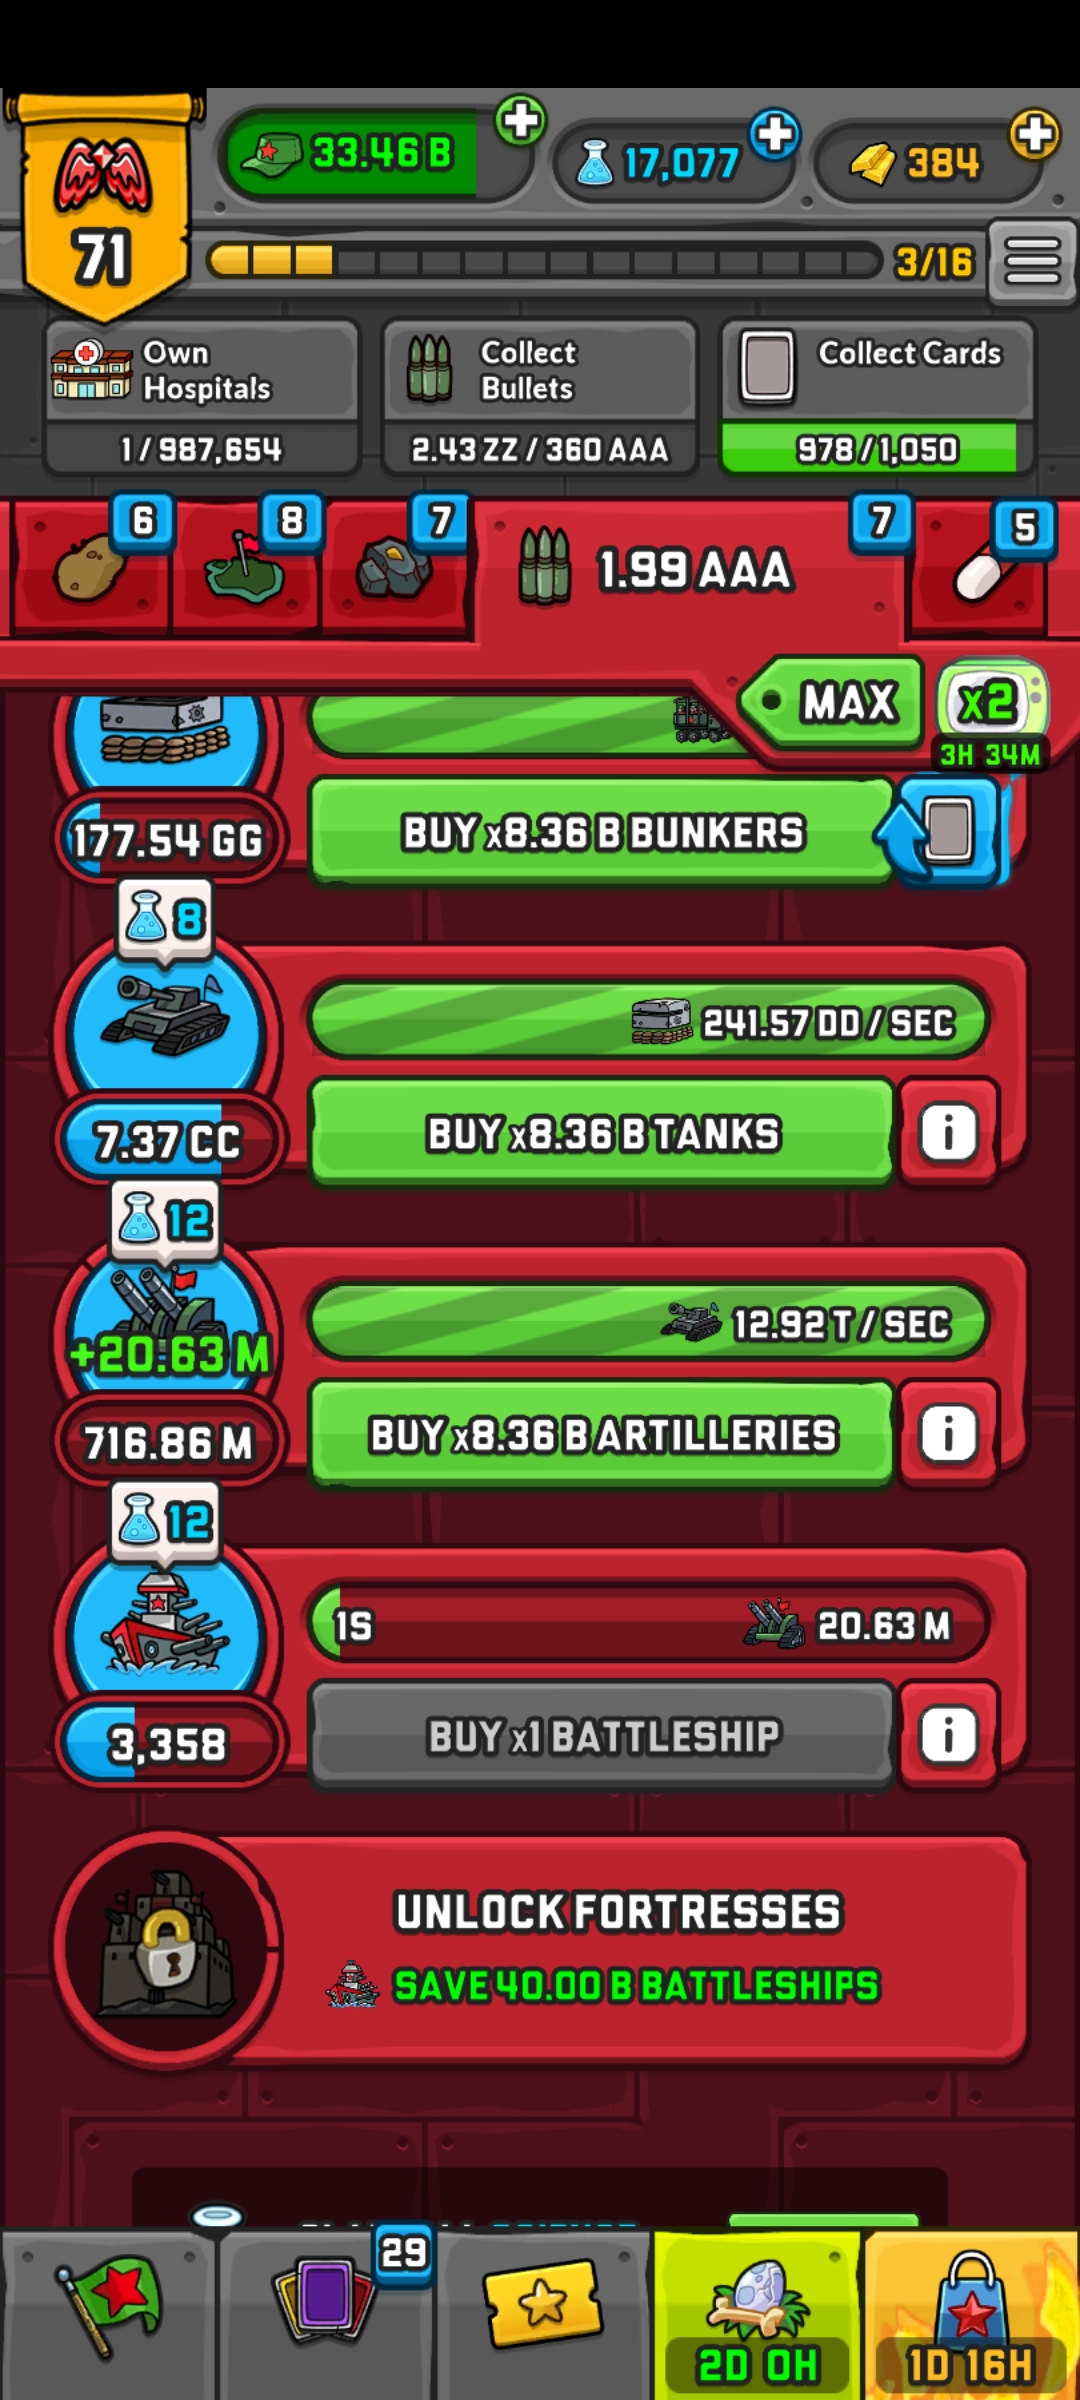 33.46 B
17,077
384
71
3/16
Own
Hospitals
1 / 987,654
Collect
Bullets
2.43 ZZ / 360 AAA
Collect Cards
978 / 1,050
6
8
7
1.99 AAA
7
5
MAX
x2
3H 34M
177.54 GG
BUY x8.36 B BUNKERS
8
241.57 DD / SEC
7.37 CC
BUY x8.36 B TANKS
i
12
+20.63 M
12.92 T / SEC
716.86 M
BUY x8.36 B ARTILLERIES
i
12
1S
20.63 M
3,358
BUY x1 BATTLESHIP
i
UNLOCK FORTRESSES
SAVE 40.00 B BATTLESHIPS
29
2D 0H
1D 16H